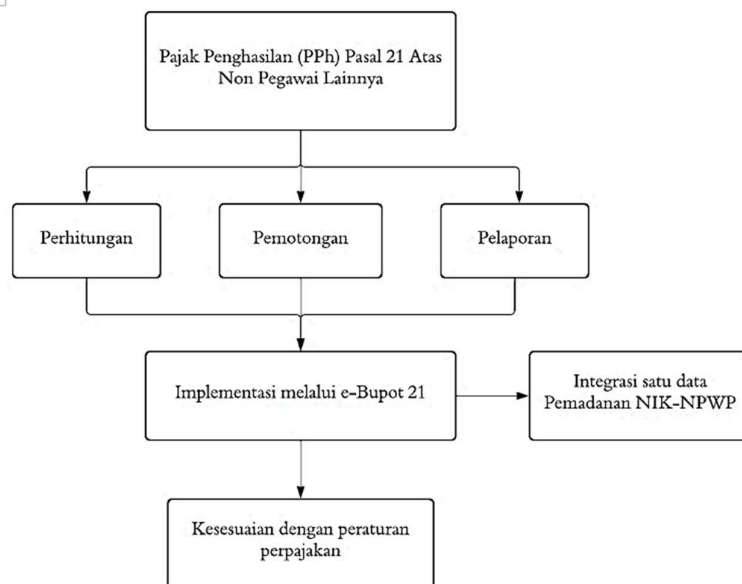 Pajak Penghasilan (PPh) Pasal 21 Atas
Non Pegawai Lainnya
Perhitungan
Pemotongan
Pelaporan
Implementasi melalui e-Bupot 21
Integrasi satu data
Pemadanan NIK-NPWP
Kesesuaian dengan peraturan
perpajakan